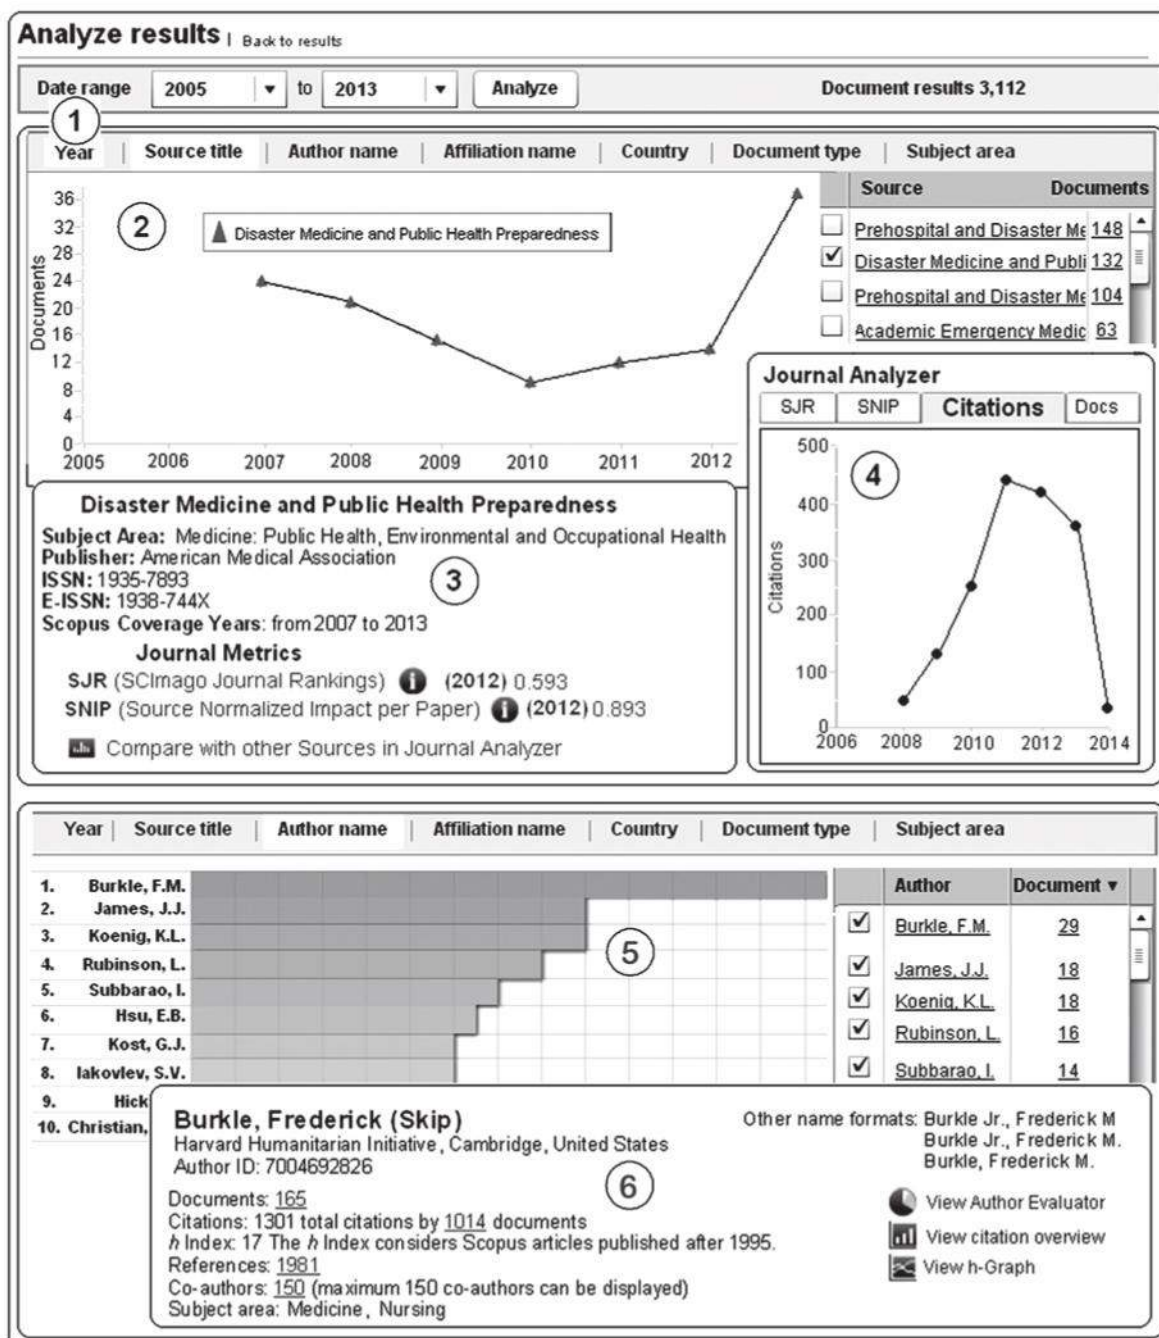 Analyze results | Back to results
Date range 2005 to 2013 Analyze Document results 3,112
1
Year | Source title | Author name | Affiliation name | Country | Document type | Subject area
Source Documents
Prehospital and Disaster Me 148
Disaster Medicine and Publi 132
Prehospital and Disaster Me 104
Academic Emergency Medic 63
2
Disaster Medicine and Public Health Preparedness
Documents
36
32
28
24
20
16
12
8
4
0
2005 2006 2007 2008 2009 2010 2011 2012
Journal Analyzer
SJR SNIP Citations Docs
4
Citations
500
400
300
200
100
0
2006 2008 2010 2012 2014
Disaster Medicine and Public Health Preparedness
Subject Area: Medicine: Public Health, Environmental and Occupational Health
Publisher: American Medical Association
ISSN: 1935-7893
E-ISSN: 1938-744X
Scopus Coverage Years: from 2007 to 2013
3
Journal Metrics
SJR (SCImago Journal Rankings) i (2012) 0.593
SNIP (Source Normalized Impact per Paper) i (2012) 0.893
Compare with other Sources in Journal Analyzer
Year | Source title | Author name | Affiliation name | Country | Document type | Subject area
1. Burkle, F.M.
2. James, J.J.
3. Koenig, K.L.
4. Rubinson, L.
5. Subbarao, I.
6. Hsu, E.B.
7. Kost, G.J.
8. Iakovlev, S.V.
9. Hick
10. Christian,
5
Author Document ▼
Burkle, F.M. 29
James, J.J. 18
Koenig, K.L. 18
Rubinson, L. 16
Subbarao, I. 14
Burkle, Frederick (Skip)
Harvard Humanitarian Initiative, Cambridge, United States
Author ID: 7004692826
6
Documents: 165
Citations: 1301 total citations by 1014 documents
h Index: 17 The h Index considers Scopus articles published after 1995.
References: 1981
Co-authors: 150 (maximum 150 co-authors can be displayed)
Subject area: Medicine, Nursing
Other name formats: Burkle Jr., Frederick M
Burkle Jr., Frederick M.
Burkle, Frederick M.
View Author Evaluator
View citation overview
View h-Graph